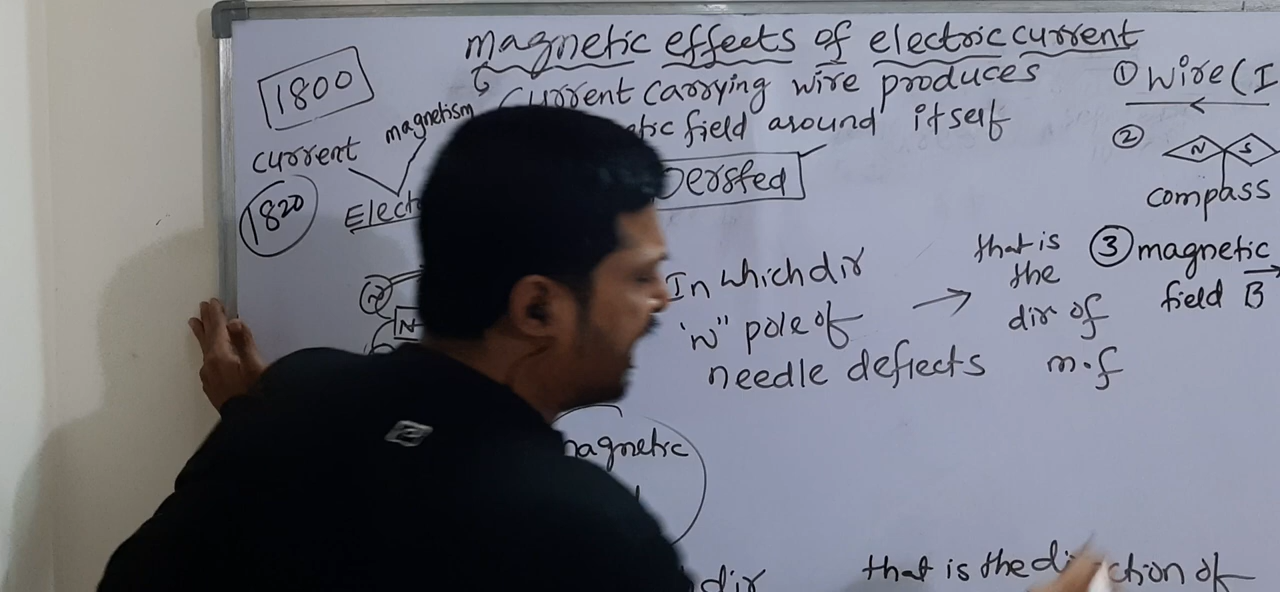 magnetic effects of electric current
1800
current carrying wire produces
① wire (I
magnetism
etic field around itself
②
N S
current
oersted
compass
1820
Elect
In which dir
that is
③ magnetic
the
field B
N
"N" pole of
dir of
needle deflects
m.f
agnetic
dir
that is the direction of